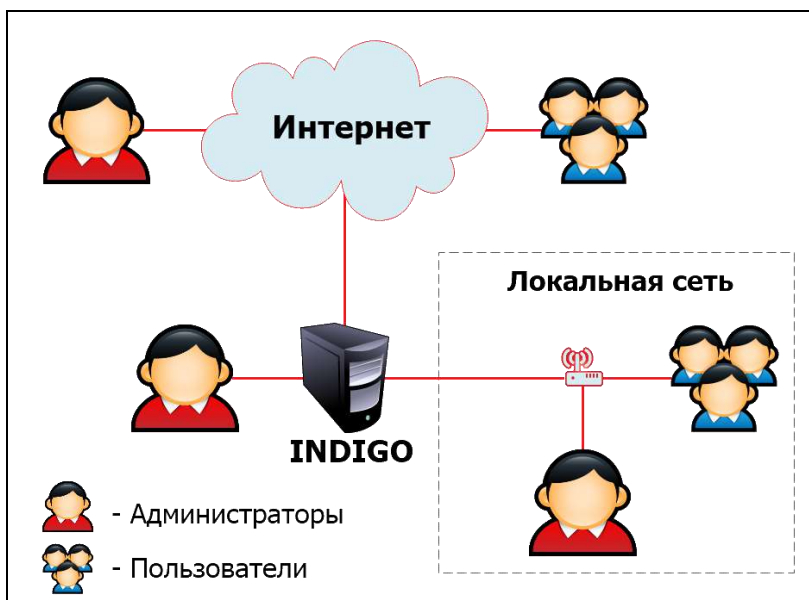 Интернет
Локальная сеть
INDIGO
- Администраторы
- Пользователи